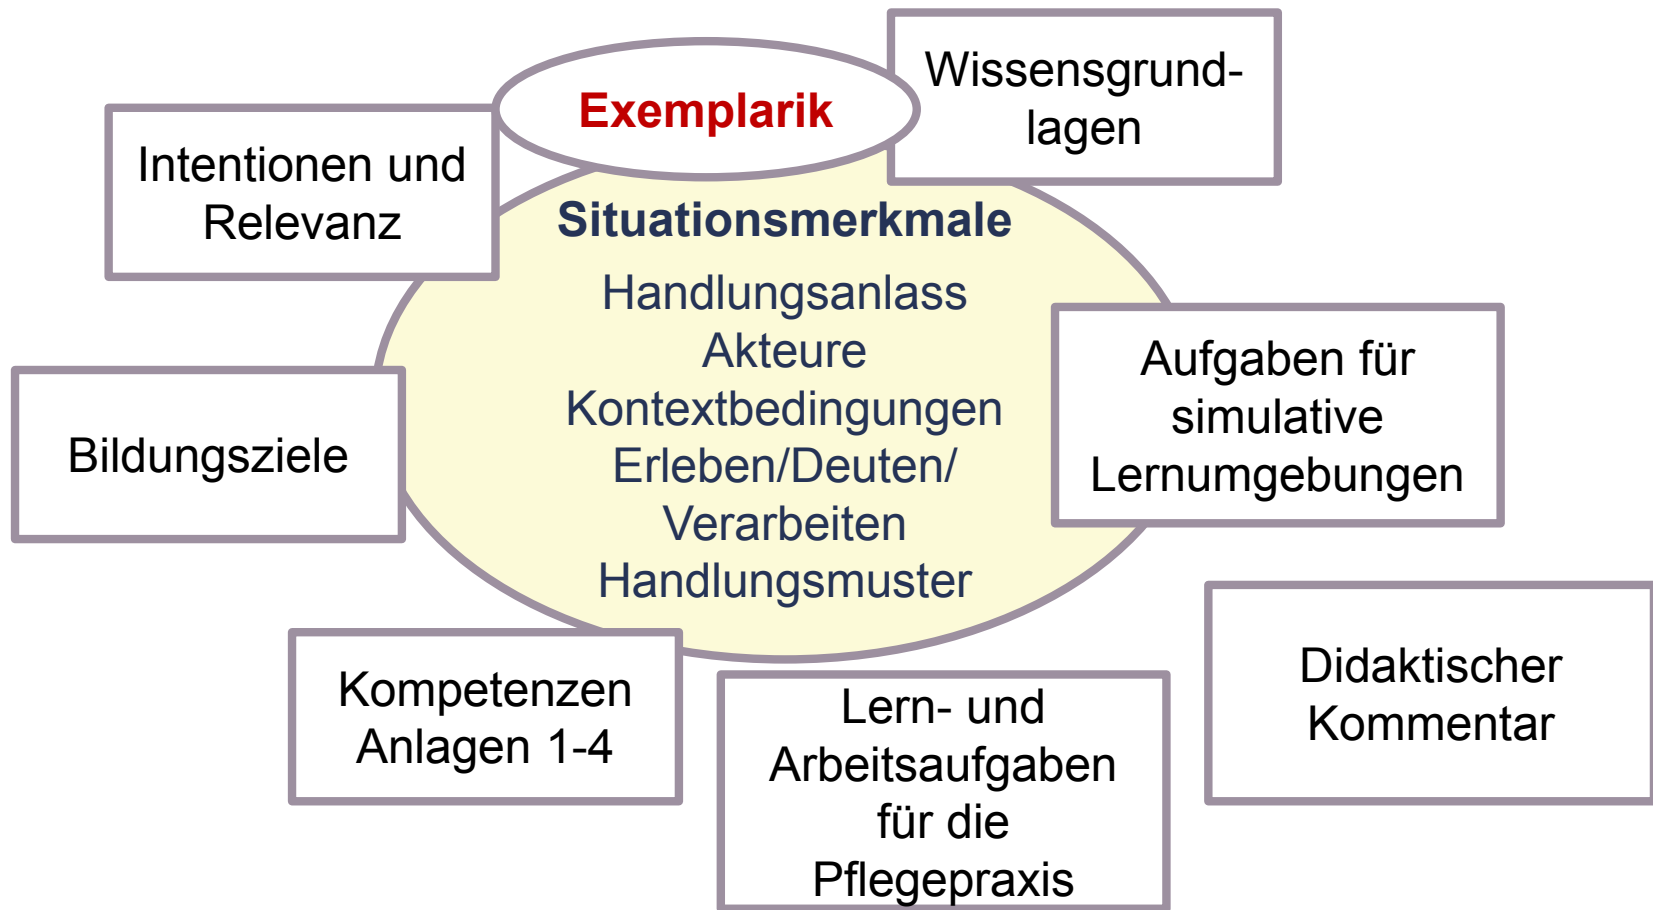 Exemplarik
Wissensgrund-
lagen
Intentionen und
Relevanz
Situationsmerkmale
Handlungsanlass
Akteure
Kontextbedingungen
Erleben/Deuten/
Verarbeiten
Handlungsmuster
Aufgaben für
simulative
Lernumgebungen
Bildungsziele
Kompetenzen
Anlagen 1-4
Lern- und
Arbeitsaufgaben
für die
Pflegepraxis
Didaktischer
Kommentar